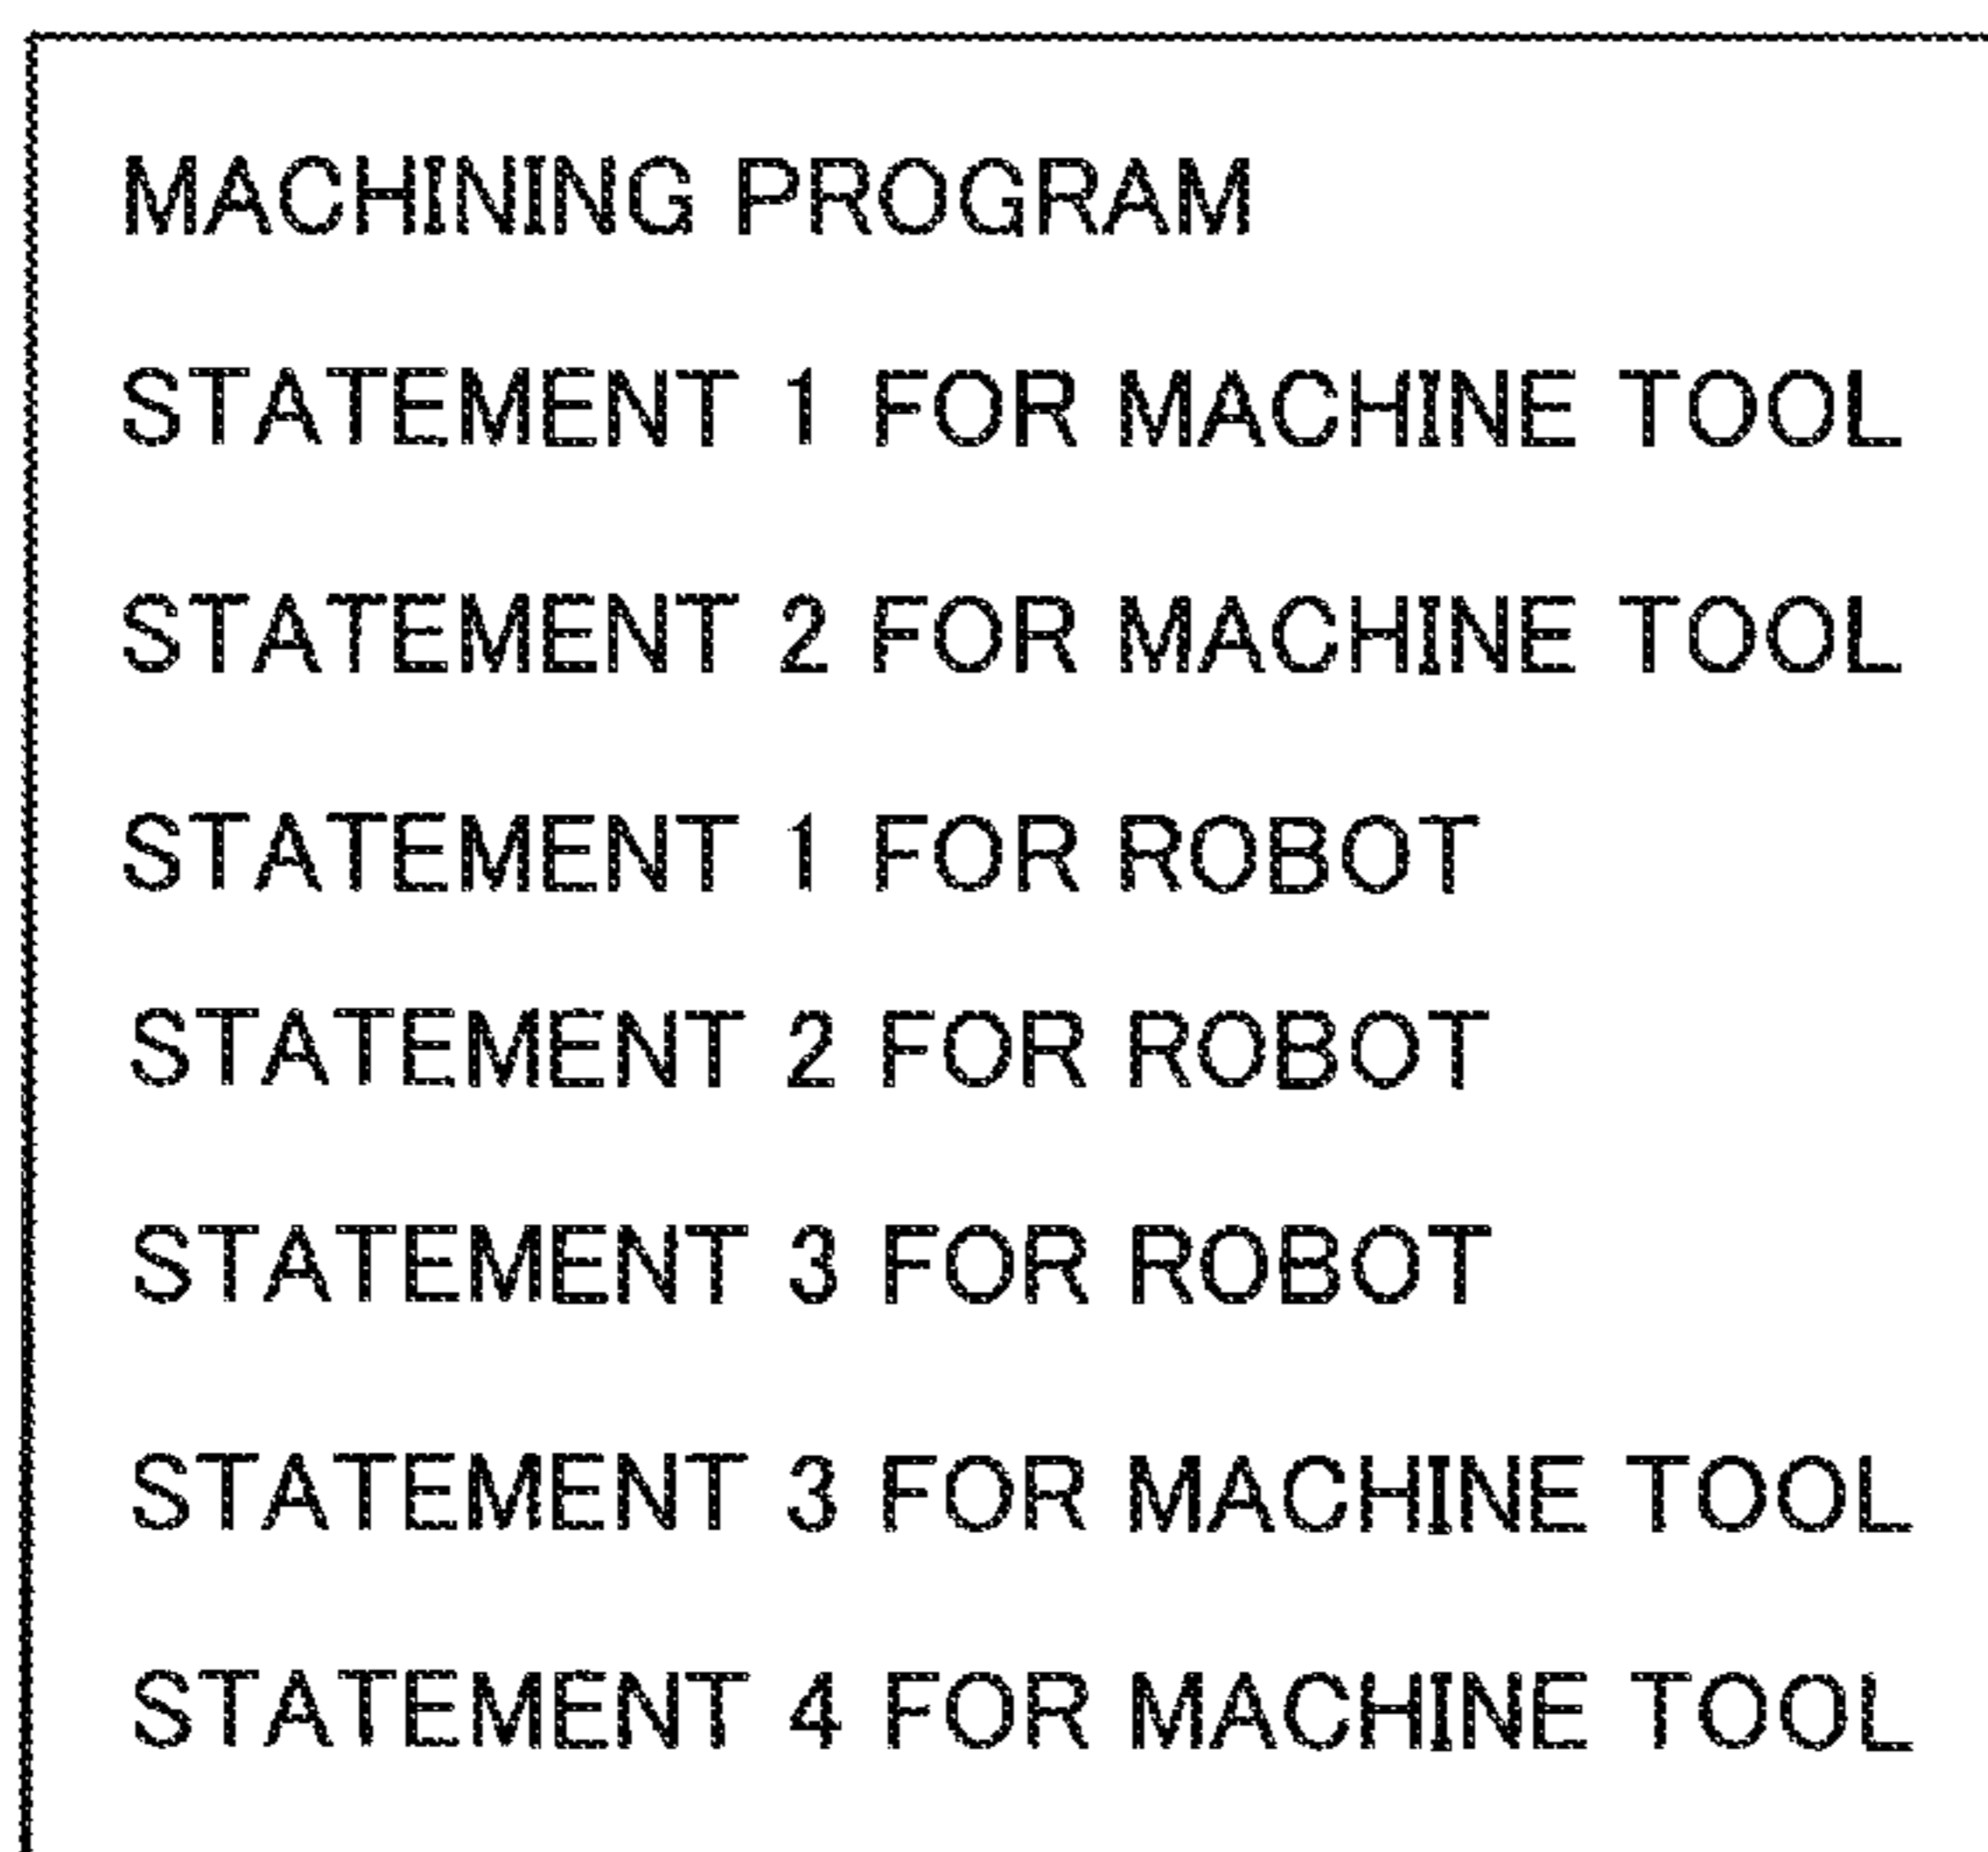 MACHINING PROGRAM
STATEMENT 1 FOR MACHINE TOOL
STATEMENT 2 FOR MACHINE TOOL
STATEMENT 1 FOR ROBOT
STATEMENT 2 FOR ROBOT
STATEMENT 3 FOR ROBOT
STATEMENT 3 FOR MACHINE TOOL
STATEMENT 4 FOR MACHINE TOOL